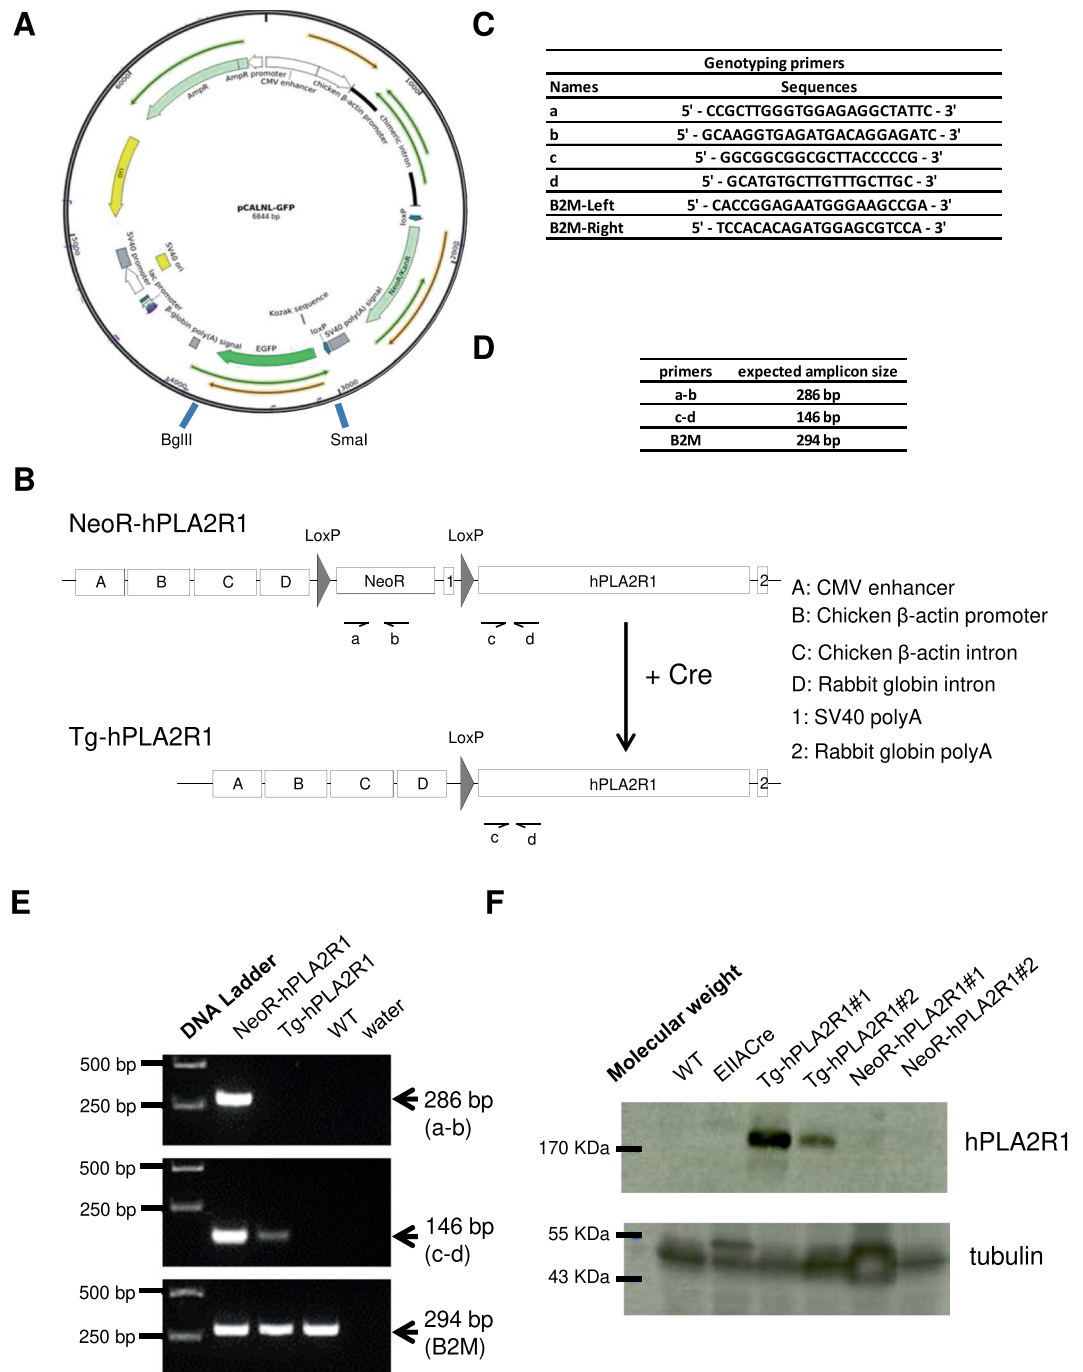 A
AmpR promoter
CMV enhancer
chicken β-actin promoter
chimeric intron
AmpR
ori
1000
2000
3000
4000
5000
6000
pCALNL-GFP
6844 bp
loxP
NeoR/KanR
SV40 poly(A) signal
loxP
Kozak sequence
EGFP
β-globin poly(A) signal
lac promoter
SV40 promoter
SV40 ori
BglII
SmaI
C
Genotyping primers
Names Sequences
a 5' - CCGCTTGGGTGGAGAGGCTATTC - 3'
b 5' - GCAAGGTGAGATGACAGGAGATC - 3'
c 5' - GGCGGCGGCGCTTACCCCCG - 3'
d 5' - GCATGTGCTTGTTTGCTTGC - 3'
B2M-Left 5' - CACCGGAGAATGGGAAGCCGA - 3'
B2M-Right 5' - TCCACACAGATGGAGCGTCCA - 3'
D
primers expected amplicon size
a-b 286 bp
c-d 146 bp
B2M 294 bp
B
NeoR-hPLA2R1
LoxP LoxP
A B C D NeoR 1 hPLA2R1 2
a b c d
+ Cre
A: CMV enhancer
B: Chicken β-actin promoter
C: Chicken β-actin intron
D: Rabbit globin intron
1: SV40 polyA
2: Rabbit globin polyA
Tg-hPLA2R1
LoxP
A B C D hPLA2R1 2
c d
E
DNA Ladder
NeoR-hPLA2R1
Tg-hPLA2R1
WT
water
500 bp
250 bp
286 bp
(a-b)
500 bp
250 bp
146 bp
(c-d)
500 bp
250 bp
294 bp
(B2M)
F
Molecular weight
WT
EIIACre
Tg-hPLA2R1#1
Tg-hPLA2R1#2
NeoR-hPLA2R1#1
NeoR-hPLA2R1#2
170 KDa
hPLA2R1
55 KDa
43 KDa
tubulin